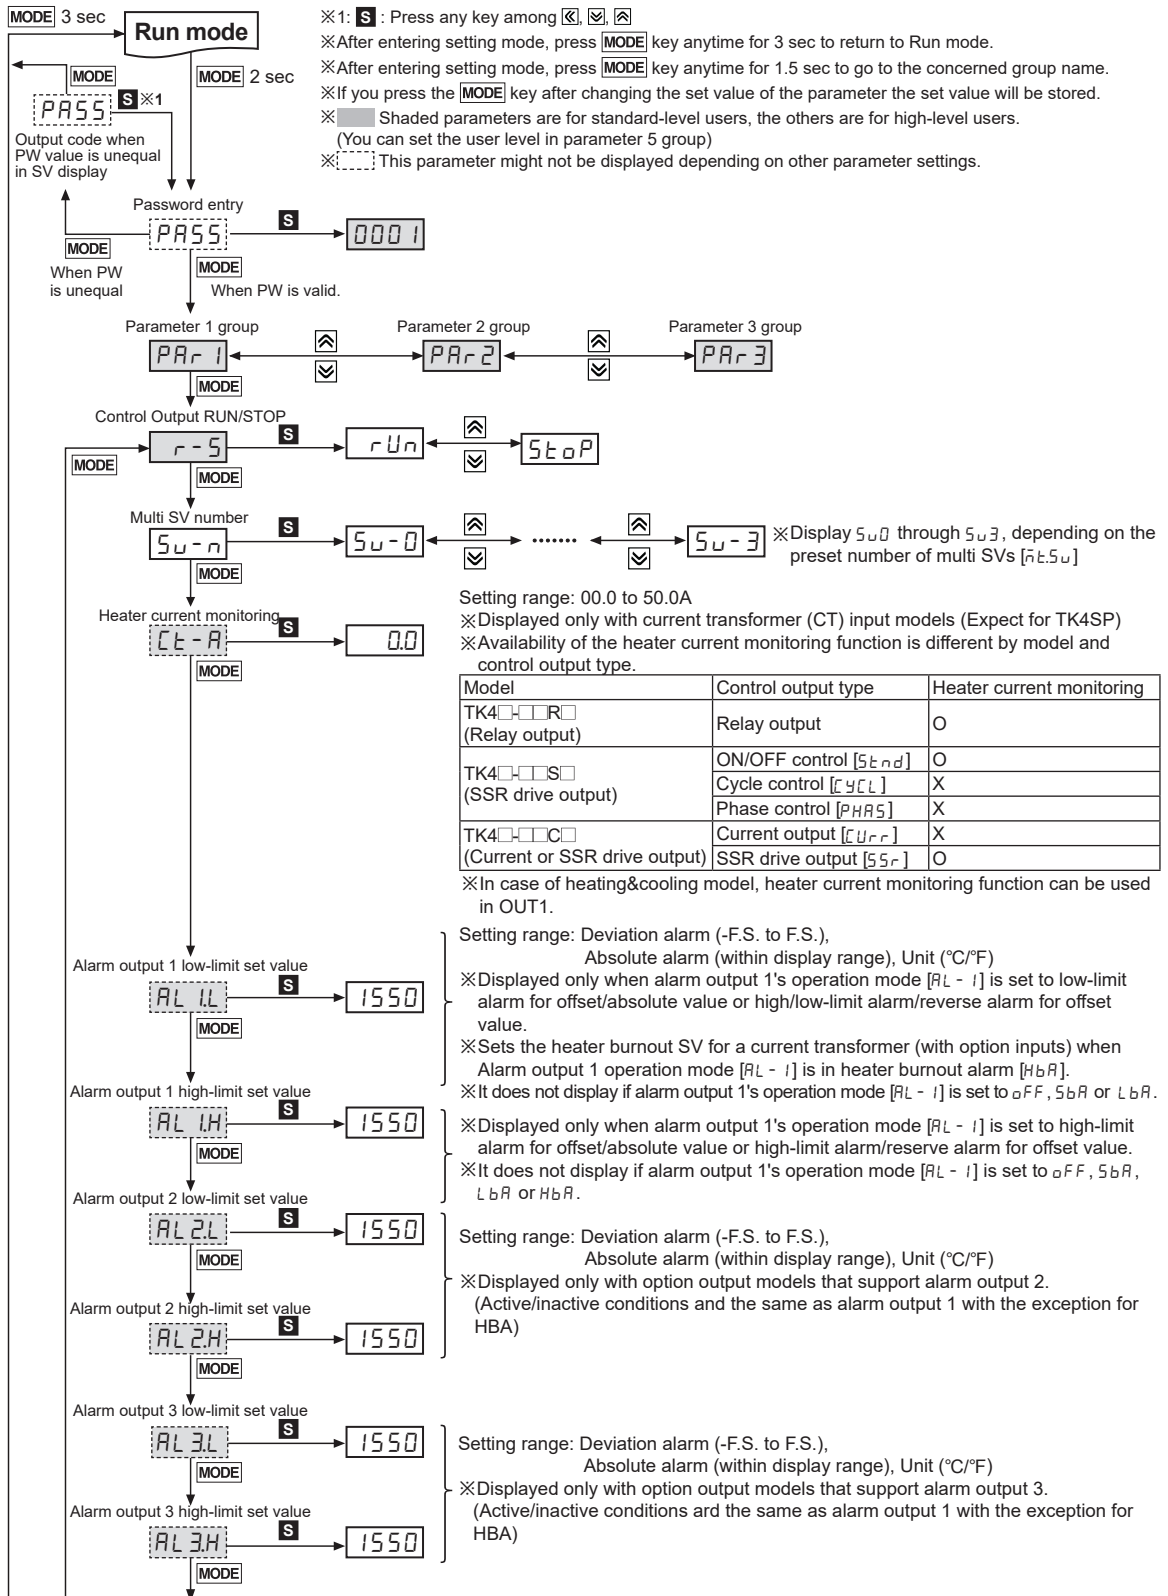 MODE 3 sec
Run mode
※1: S : Press any key among «, ︾, ︽
※After entering setting mode, press MODE key anytime for 3 sec to return to Run mode.
※After entering setting mode, press MODE key anytime for 1.5 sec to go to the concerned group name.
※If you press the MODE key after changing the set value of the parameter the set value will be stored.
※ Shaded parameters are for standard-level users, the others are for high-level users.
(You can set the user level in parameter 5 group)
※ This parameter might not be displayed depending on other parameter settings.
MODE
MODE 2 sec
PASS
S ※1
Output code when
PW value is unequal
in SV display
Password entry
PASS
S
0001
MODE
When PW
is unequal
MODE
When PW is valid.
Parameter 1 group
Parameter 2 group
Parameter 3 group
PAr1
︽
︾
PAr2
︽
︾
PAr3
MODE
Control Output RUN/STOP
r-S
S
rUn
︽
︾
StoP
MODE
MODE
Multi SV number
Sv-n
S
Sv-0
︽
︾
.......
︽
︾
Sv-3
※Display Sv0 through Sv3, depending on the
preset number of multi SVs [mt.Sv]
MODE
Heater current monitoring
Ct-A
S
0.0
MODE
Setting range: 00.0 to 50.0A
※Displayed only with current transformer (CT) input models (Expect for TK4SP)
※Availability of the heater current monitoring function is different by model and
control output type.
Model Control output type Heater current monitoring
TK4□-□□R□
(Relay output)
Relay output O
TK4□-□□S□
(SSR drive output)
ON/OFF control [Stnd] O
Cycle control [CYCL] X
Phase control [PHAS] X
TK4□-□□C□
(Current or SSR drive output)
Current output [CUrr] X
SSR drive output [SSr] O
※In case of heating&cooling model, heater current monitoring function can be used
in OUT1.
Alarm output 1 low-limit set value
AL1.L
S
1550
MODE
Setting range: Deviation alarm (-F.S. to F.S.),
Absolute alarm (within display range), Unit (℃/℉)
※Displayed only when alarm output 1's operation mode [AL-1] is set to low-limit
alarm for offset/absolute value or high/low-limit alarm/reverse alarm for offset
value.
※Sets the heater burnout SV for a current transformer (with option inputs) when
Alarm output 1 operation mode [AL-1] is in heater burnout alarm [HbA].
※It does not display if alarm output 1's operation mode [AL-1] is set to oFF, SbA or LbA.
Alarm output 1 high-limit set value
AL1.H
S
1550
MODE
※Displayed only when alarm output 1's operation mode [AL-1] is set to high-limit
alarm for offset/absolute value or high-limit alarm/reserve alarm for offset value.
※It does not display if alarm output 1's operation mode [AL-1] is set to oFF, SbA,
LbA or HbA.
Alarm output 2 low-limit set value
AL2.L
S
1550
MODE
Alarm output 2 high-limit set value
AL2.H
S
1550
MODE
Setting range: Deviation alarm (-F.S. to F.S.),
Absolute alarm (within display range), Unit (℃/℉)
※Displayed only with option output models that support alarm output 2.
(Active/inactive conditions and the same as alarm output 1 with the exception for
HBA)
Alarm output 3 low-limit set value
AL3.L
S
1550
MODE
Alarm output 3 high-limit set value
AL3.H
S
1550
MODE
Setting range: Deviation alarm (-F.S. to F.S.),
Absolute alarm (within display range), Unit (℃/℉)
※Displayed only with option output models that support alarm output 3.
(Active/inactive conditions ard the same as alarm output 1 with the exception for
HBA)